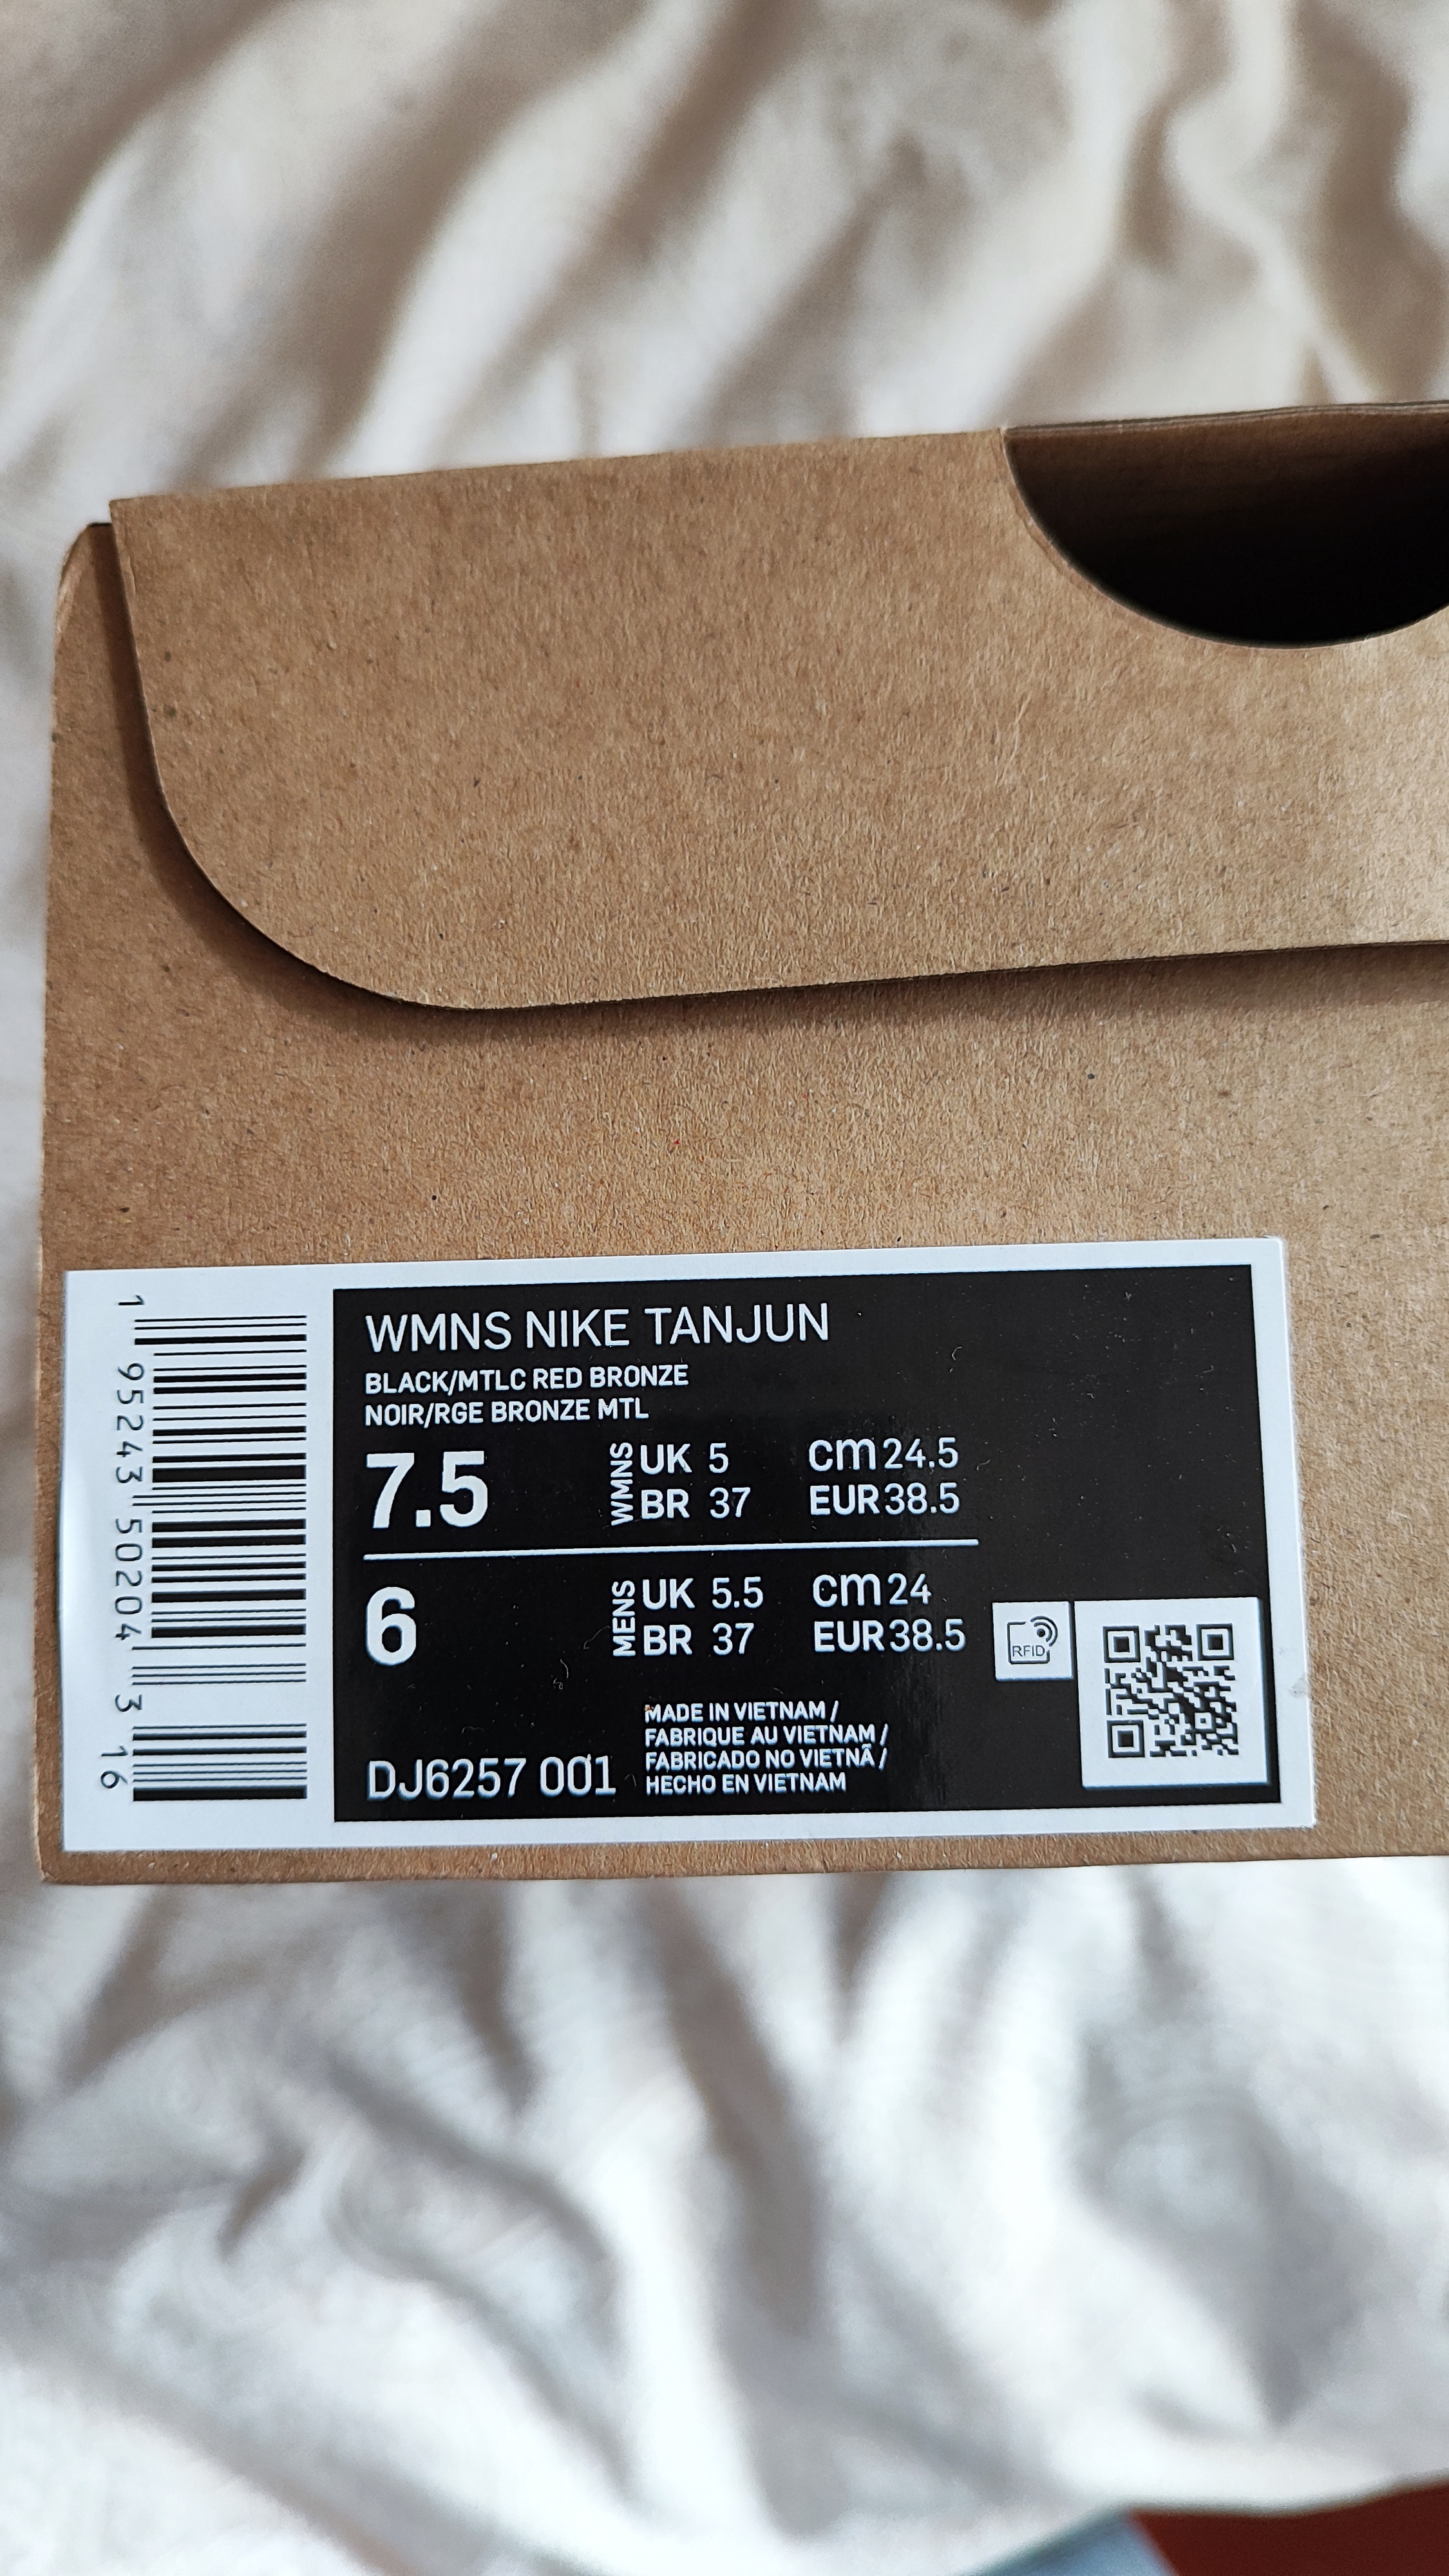 WMNS NIKE TANJUN
BLACK/MTLC RED BRONZE
NOIR/RGE BRONZE MTL
7.5 WMNS UK 5 cm 24.5
BR 37 EUR 38.5
6 MENS UK 5.5 cm 24
BR 37 EUR 38.5
RFID
MADE IN VIETNAM /
FABRIQUE AU VIETNAM /
FABRICADO NO VIETNÃ /
HECHO EN VIETNAM
DJ6257 001
1 95243 50204 3 16